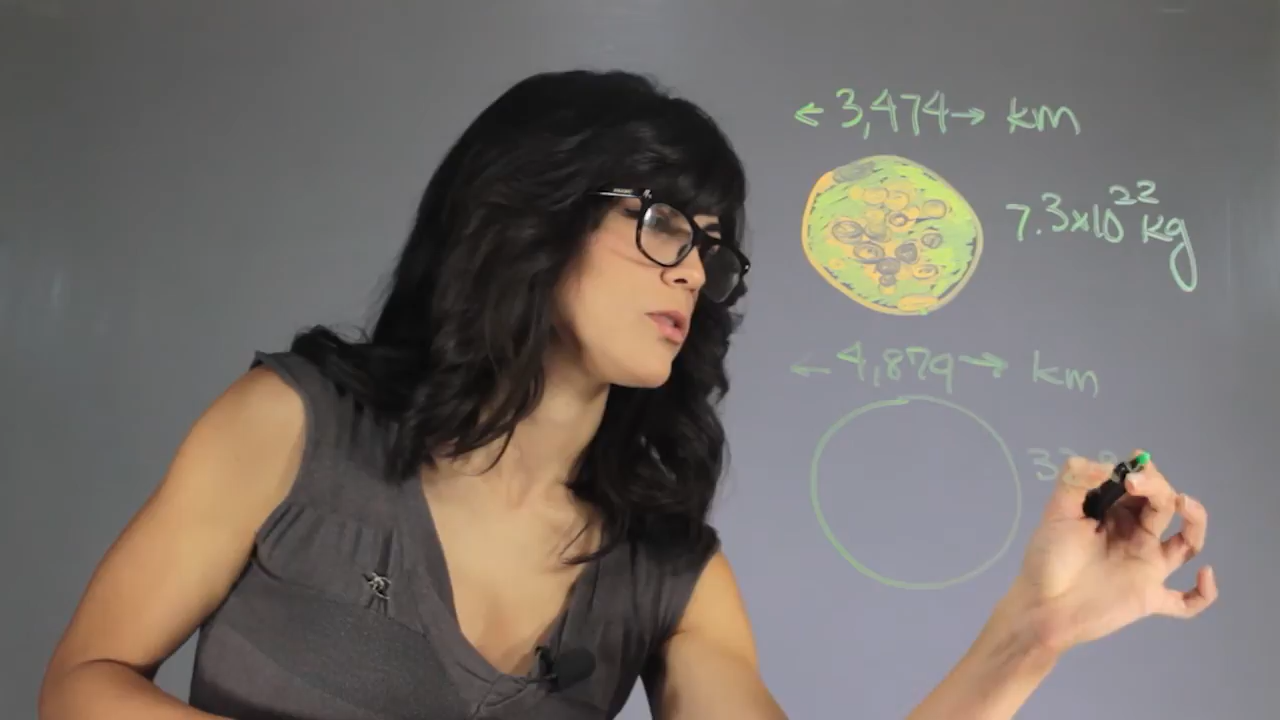 ← 3,474 → km
7.3x10²² kg
← 4,879 → km